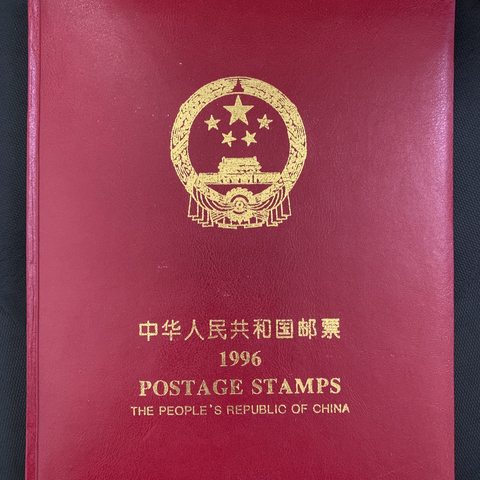 中华人民共和国邮票
1996
POSTAGE STAMPS
THE PEOPLE'S REPUBLIC OF CHINA